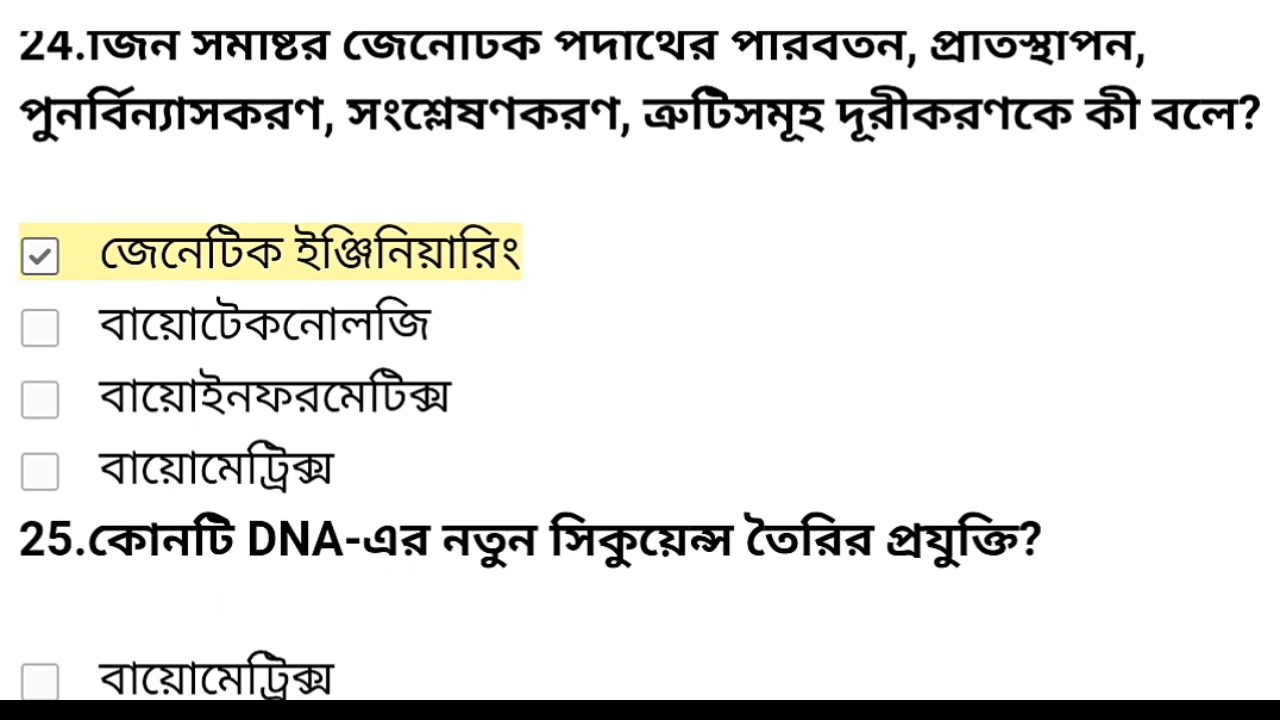 24.জিন সমষ্টির জেনেটিক পদার্থের পরিবর্তন, প্রতিস্থাপন,
পুনর্বিন্যাসকরণ, সংশ্লেষণকরণ, ত্রুটিসমূহ দূরীকরণকে কী বলে?
জেনেটিক ইঞ্জিনিয়ারিং
বায়োটেকনোলজি
বায়োইনফরমেটিক্স
বায়োমেট্রিক্স
25.কোনটি DNA-এর নতুন সিকুয়েন্স তৈরির প্রযুক্তি?
বায়োমেট্রিক্স